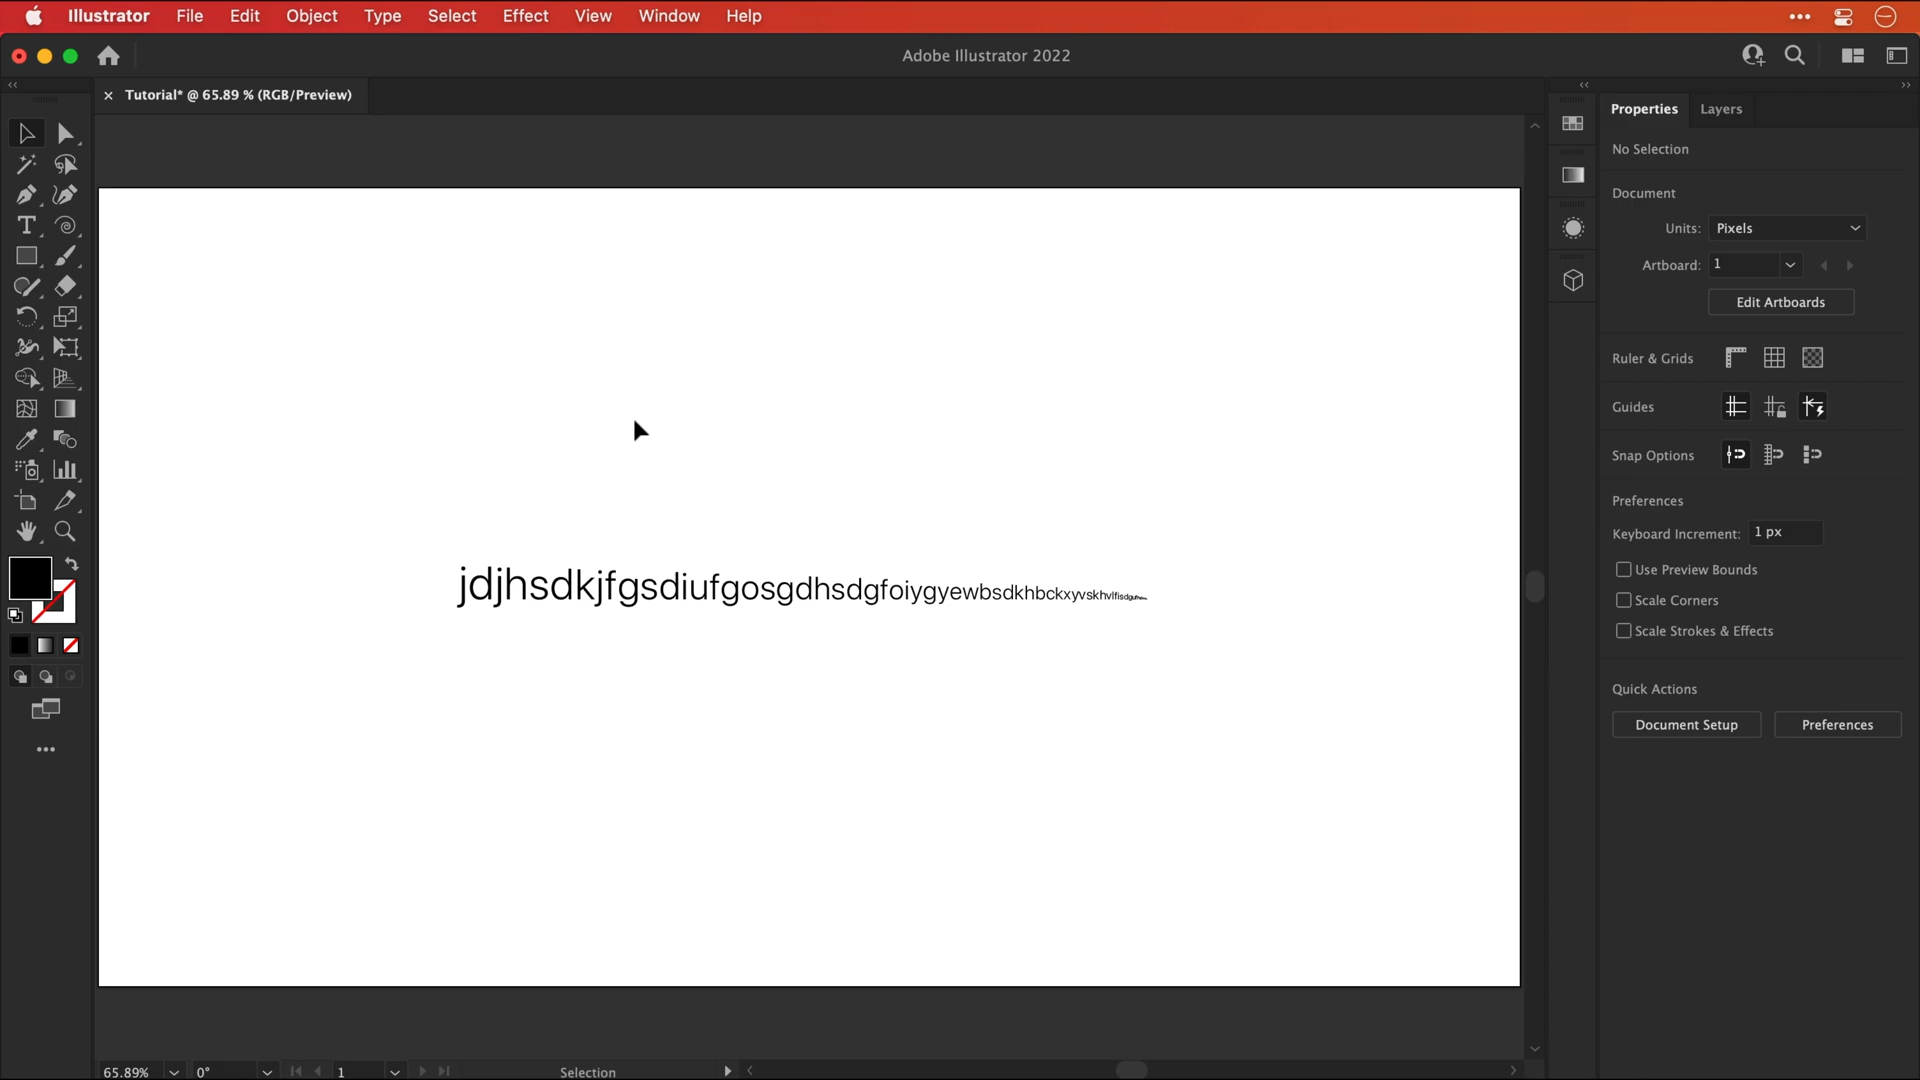 Illustrator File Edit Object Type Select Effect View Window Help
Adobe Illustrator 2022
Tutorial* @ 65.89 % (RGB/Preview)
Properties Layers
No Selection
Document
Units: Pixels
Artboard: 1
Edit Artboards
Ruler & Grids
Guides
Snap Options
Preferences
Keyboard Increment: 1 px
Use Preview Bounds
Scale Corners
Scale Strokes & Effects
Quick Actions
Document Setup Preferences
65.89% 0° 1 Selection